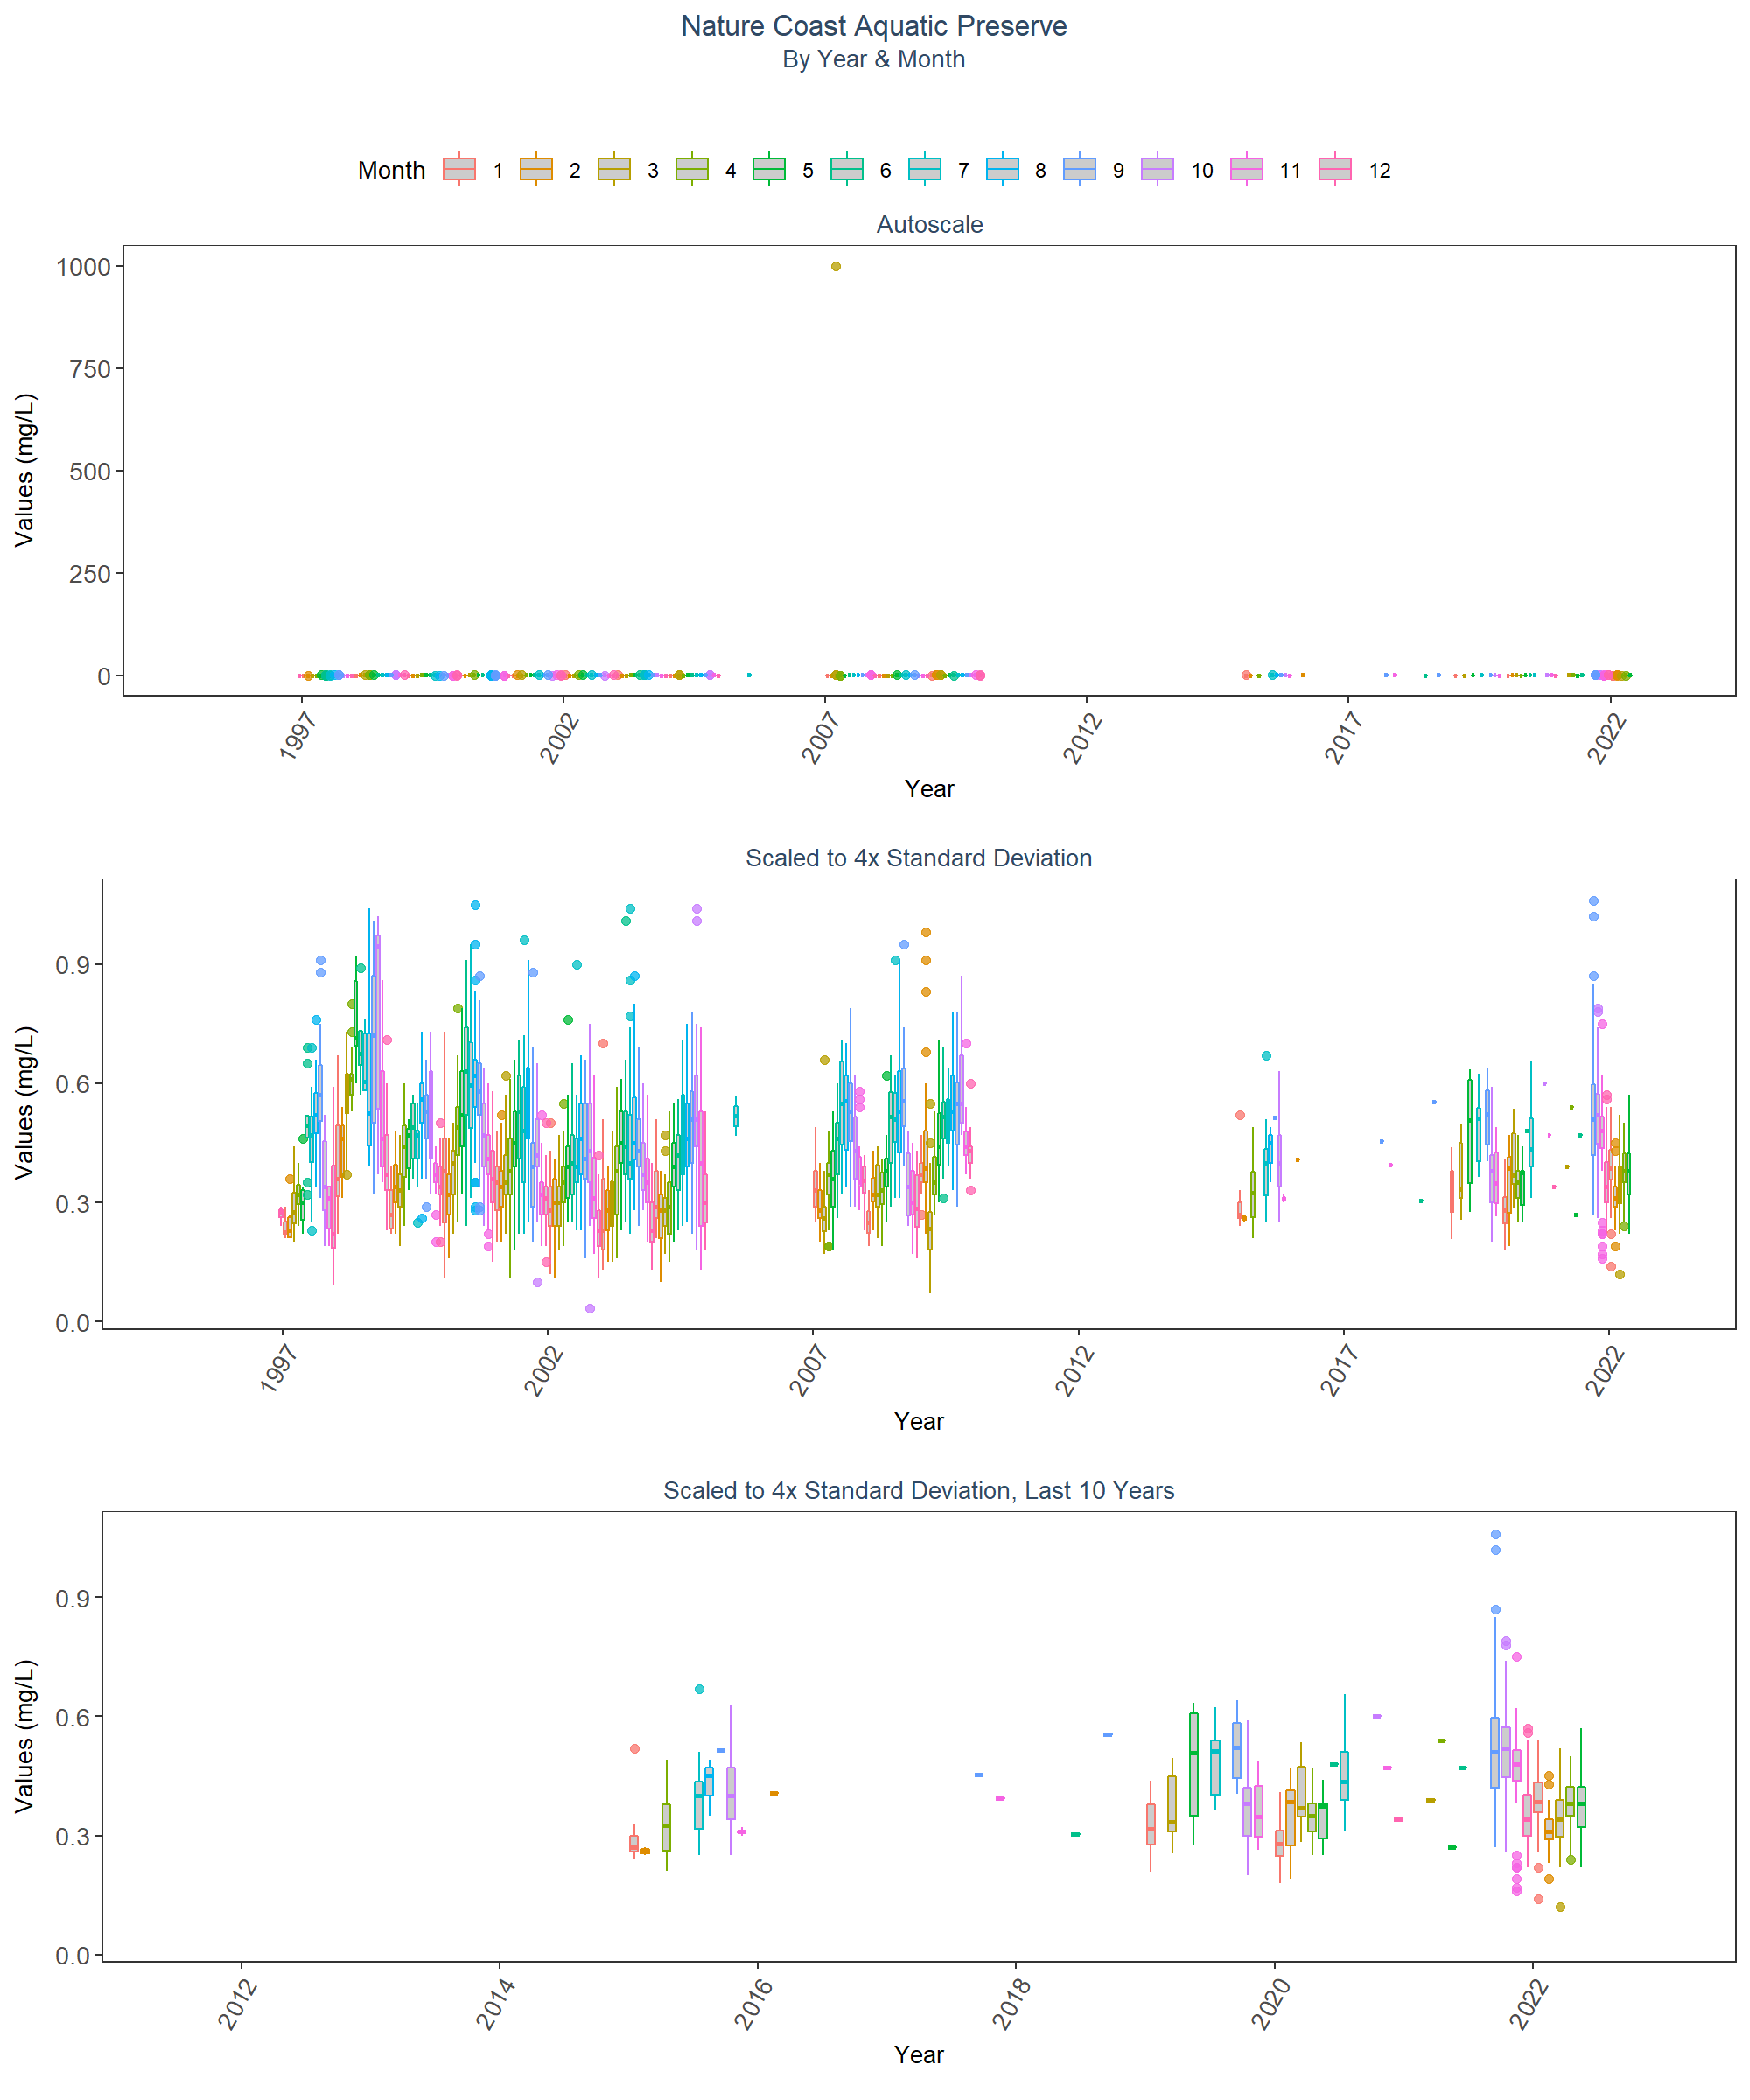 Nature Coast Aquatic Preserve
By Year & Month
Month 1 2 3 4 5 6 7 8 9 10 11 12
Autoscale
1000
750
500
250
0
Values (mg/L)
1997 2002 2007 2012 2017 2022
Year
Scaled to 4x Standard Deviation
0.9
0.6
0.3
0.0
Values (mg/L)
1997 2002 2007 2012 2017 2022
Year
Scaled to 4x Standard Deviation, Last 10 Years
0.9
0.6
0.3
0.0
Values (mg/L)
2012 2014 2016 2018 2020 2022
Year